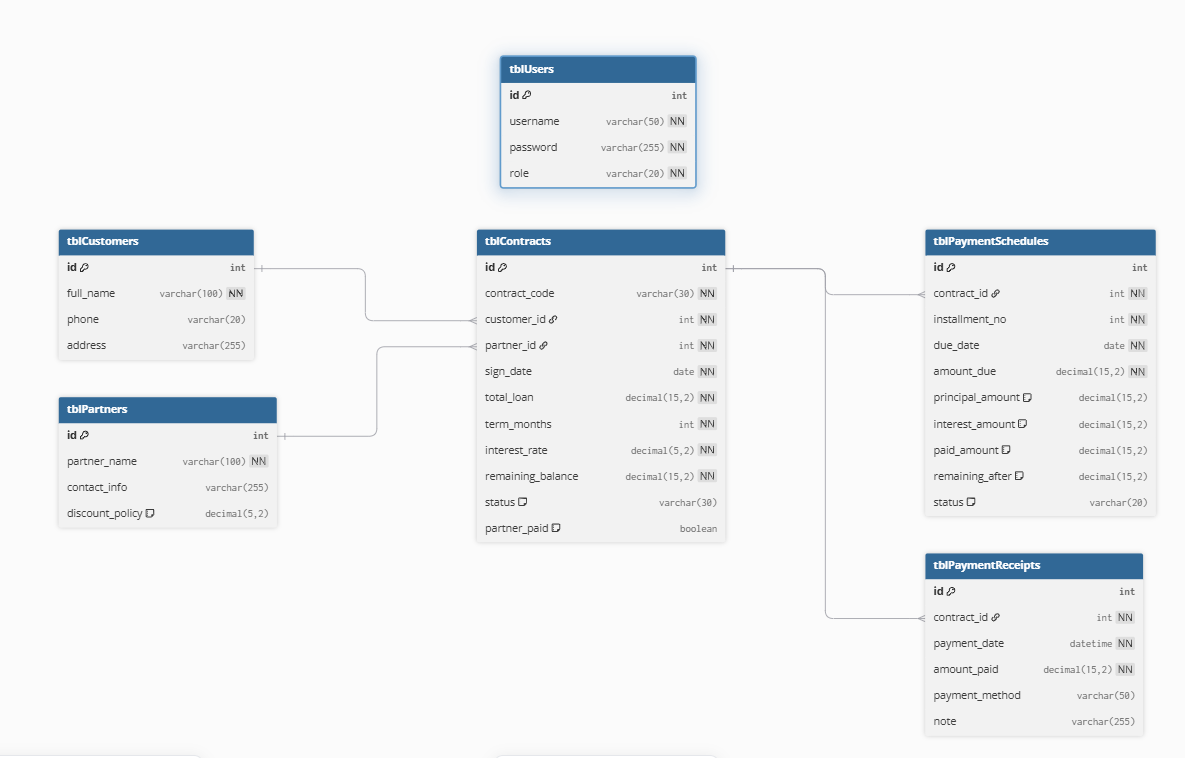 tblUsers
id int
username varchar(50) NN
password varchar(255) NN
role varchar(20) NN
tblCustomers
id int
full_name varchar(100) NN
phone varchar(20)
address varchar(255)
tblPartners
id int
partner_name varchar(100) NN
contact_info varchar(255)
discount_policy decimal(5,2)
tblContracts
id int
contract_code varchar(30) NN
customer_id int NN
partner_id int NN
sign_date date NN
total_loan decimal(15,2) NN
term_months int NN
interest_rate decimal(5,2) NN
remaining_balance decimal(15,2) NN
status varchar(30)
partner_paid boolean
tblPaymentSchedules
id int
contract_id int NN
installment_no int NN
due_date date NN
amount_due decimal(15,2) NN
principal_amount decimal(15,2)
interest_amount decimal(15,2)
paid_amount decimal(15,2)
remaining_after decimal(15,2)
status varchar(20)
tblPaymentReceipts
id int
contract_id int NN
payment_date datetime NN
amount_paid decimal(15,2) NN
payment_method varchar(50)
note varchar(255)